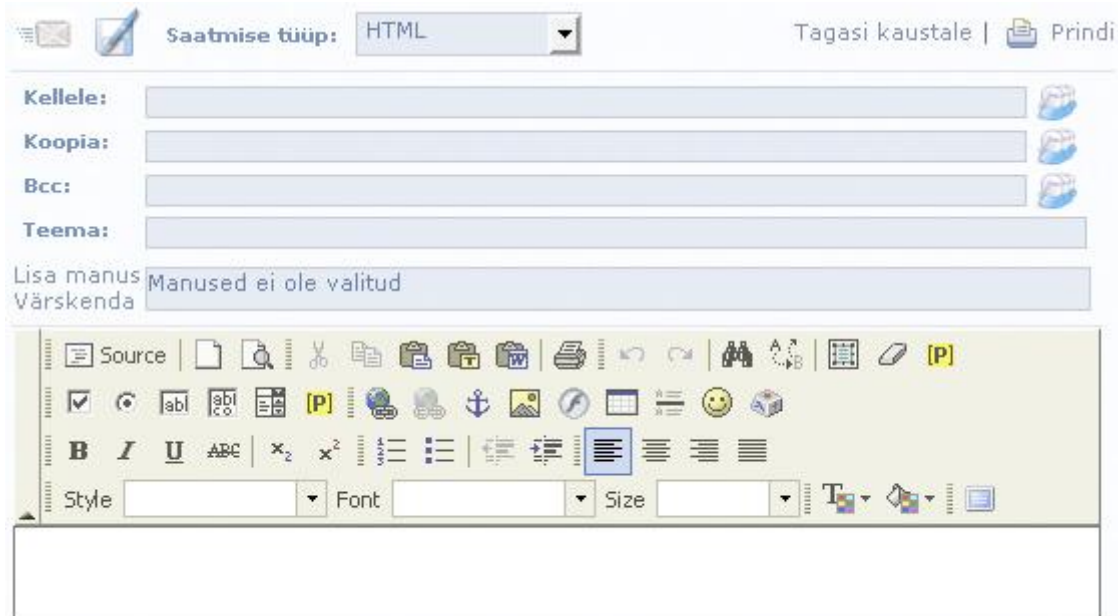 Saatmise tüüp: HTML Tagasi kaustale | Prindi
Kellele:
Koopia:
Bcc:
Teema:
Lisa manus Manused ei ole valitud
Värskenda
Source [P]
[P]
B I U ABC x₂ x²
Style Font Size